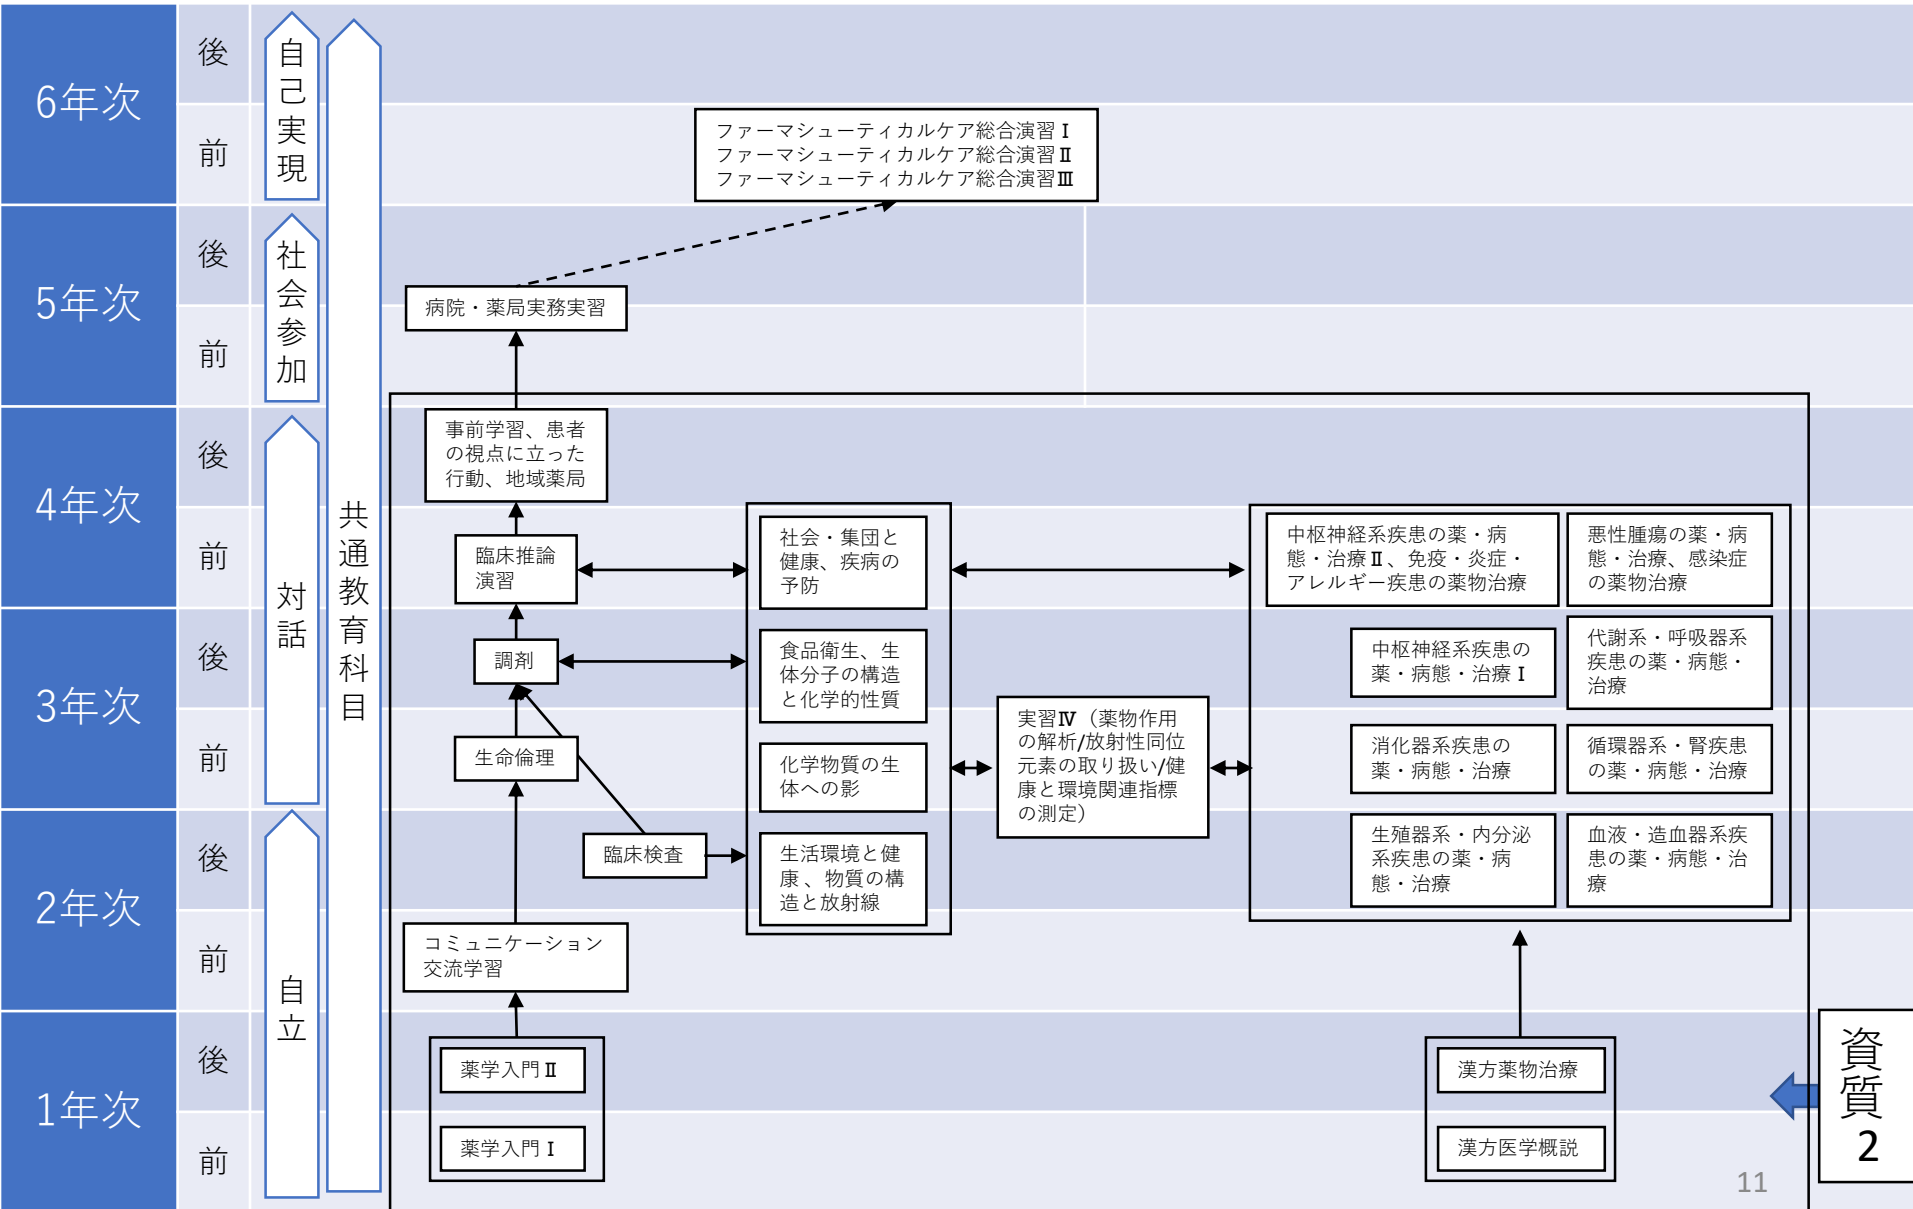 6年次
後
前
自己実現
ファーマシューティカルケア総合演習Ⅰ
ファーマシューティカルケア総合演習Ⅱ
ファーマシューティカルケア総合演習Ⅲ
5年次
後
前
社会参加
病院・薬局実務実習
4年次
後
前
対話
共通教育科目
事前学習、患者
の視点に立った
行動、地域薬局
臨床推論
演習
社会・集団と
健康、疾病の
予防
中枢神経系疾患の薬・病
態・治療Ⅱ、免疫・炎症・
アレルギー疾患の薬物治療
悪性腫瘍の薬・病
態・治療、感染症
の薬物治療
3年次
後
前
調剤
食品衛生、生
体分子の構造
と化学的性質
中枢神経系疾患の
薬・病態・治療Ⅰ
代謝系・呼吸器系
疾患の薬・病態・
治療
生命倫理
化学物質の生
体への影
実習Ⅳ（薬物作用
の解析/放射性同位
元素の取り扱い/健
康と環境関連指標
の測定）
消化器系疾患の
薬・病態・治療
循環器系・腎疾患
の薬・病態・治療
2年次
後
前
自立
臨床検査
生活環境と健
康、物質の構
造と放射線
生殖器系・内分泌
系疾患の薬・病
態・治療
血液・造血器系疾
患の薬・病態・治
療
コミュニケーション
交流学習
1年次
後
前
薬学入門Ⅱ
薬学入門Ⅰ
漢方薬物治療
漢方医学概説
資質2
11